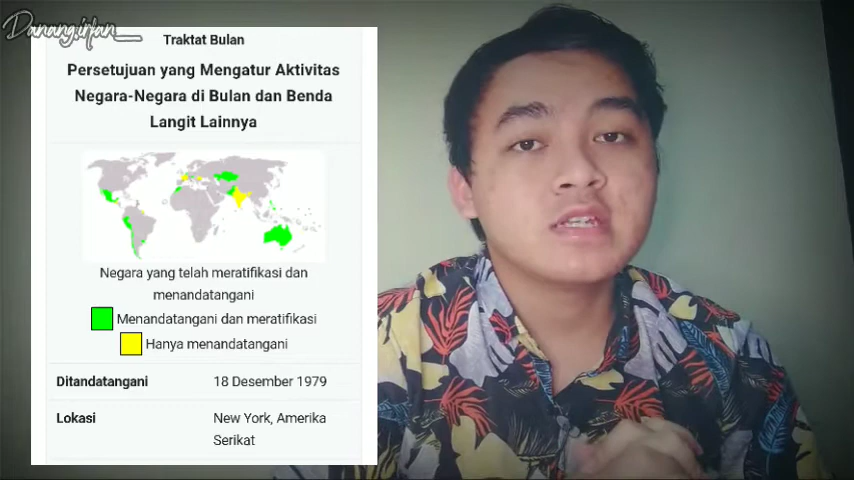 Danang.irfan__
Traktat Bulan
Persetujuan yang Mengatur Aktivitas
Negara-Negara di Bulan dan Benda
Langit Lainnya
Negara yang telah meratifikasi dan
menandatangani
Menandatangani dan meratifikasi
Hanya menandatangani
Ditandatangani 18 Desember 1979
Lokasi New York, Amerika
Serikat